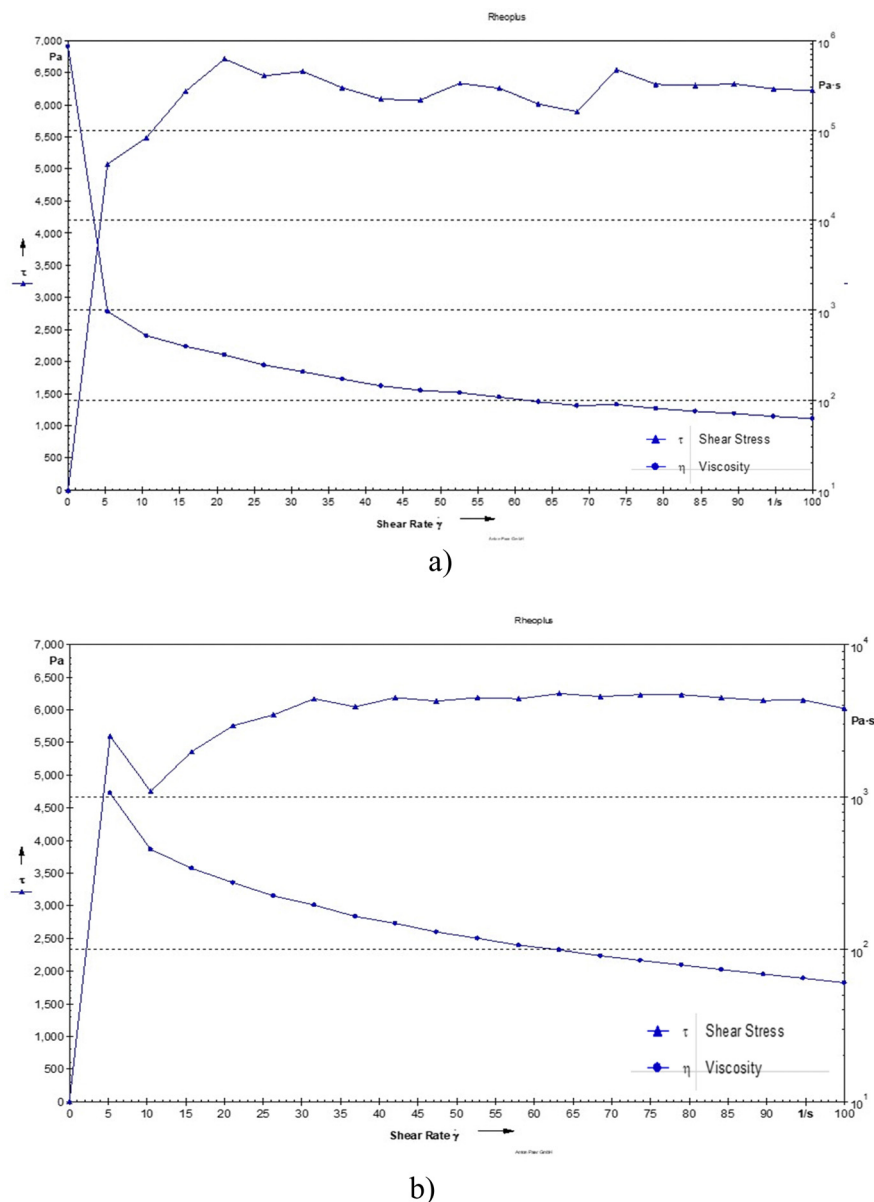 Rheoplus
7,000
Pa
6,500
6,000
5,500
5,000
4,500
4,000
3,500
τ
3,000
2,500
2,000
1,500
1,000
500
0
10^6
Pa·s
10^5
10^4
10^3
10^2
10^1
τ Shear Stress
η Viscosity
0 5 10 15 20 25 30 35 40 45 50 55 60 65 70 75 80 85 90 1/s 100
Shear Rate γ̇
Anton Paar GmbH
a)
Rheoplus
7,000
Pa
6,500
6,000
5,500
5,000
4,500
4,000
3,500
τ
3,000
2,500
2,000
1,500
1,000
500
0
10^4
Pa·s
10^3
10^2
10^1
τ Shear Stress
η Viscosity
0 5 10 15 20 25 30 35 40 45 50 55 60 65 70 75 80 85 90 1/s 100
Shear Rate γ̇
Anton Paar GmbH
b)